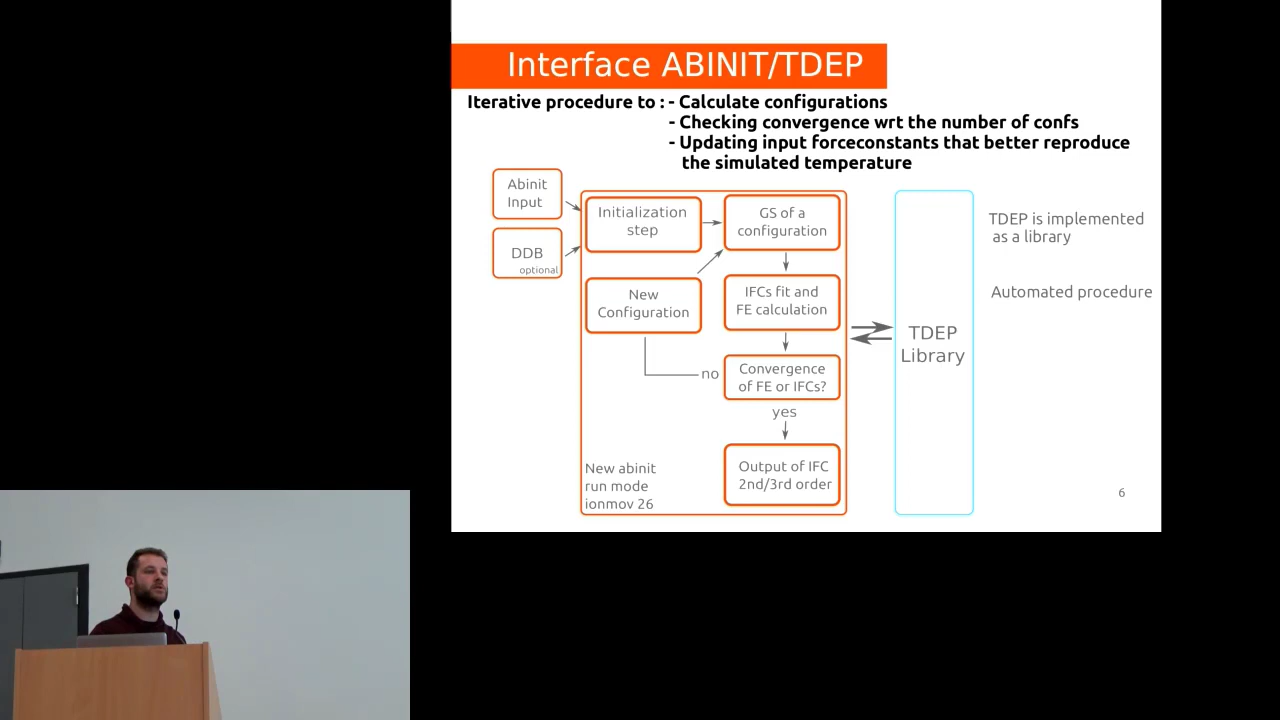 Interface ABINIT/TDEP
Iterative procedure to : - Calculate configurations
- Checking convergence wrt the number of confs
- Updating input forceconstants that better reproduce
the simulated temperature
Abinit
Input
DDB
optional
Initialization
step
GS of a
configuration
New
Configuration
IFCs fit and
FE calculation
Convergence
of FE or IFCs?
no
yes
Output of IFC
2nd/3rd order
New abinit
run mode
ionmov 26
TDEP
Library
TDEP is implemented
as a library
Automated procedure
6